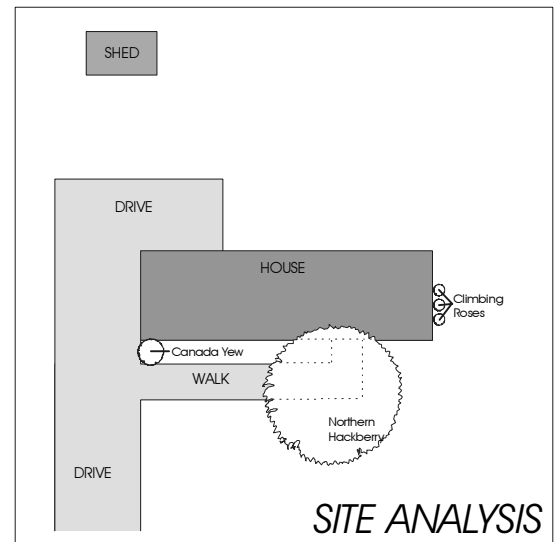 SHED
DRIVE
HOUSE
Climbing
Roses
Canada Yew
WALK
Northern
Hackberry
DRIVE
SITE ANALYSIS